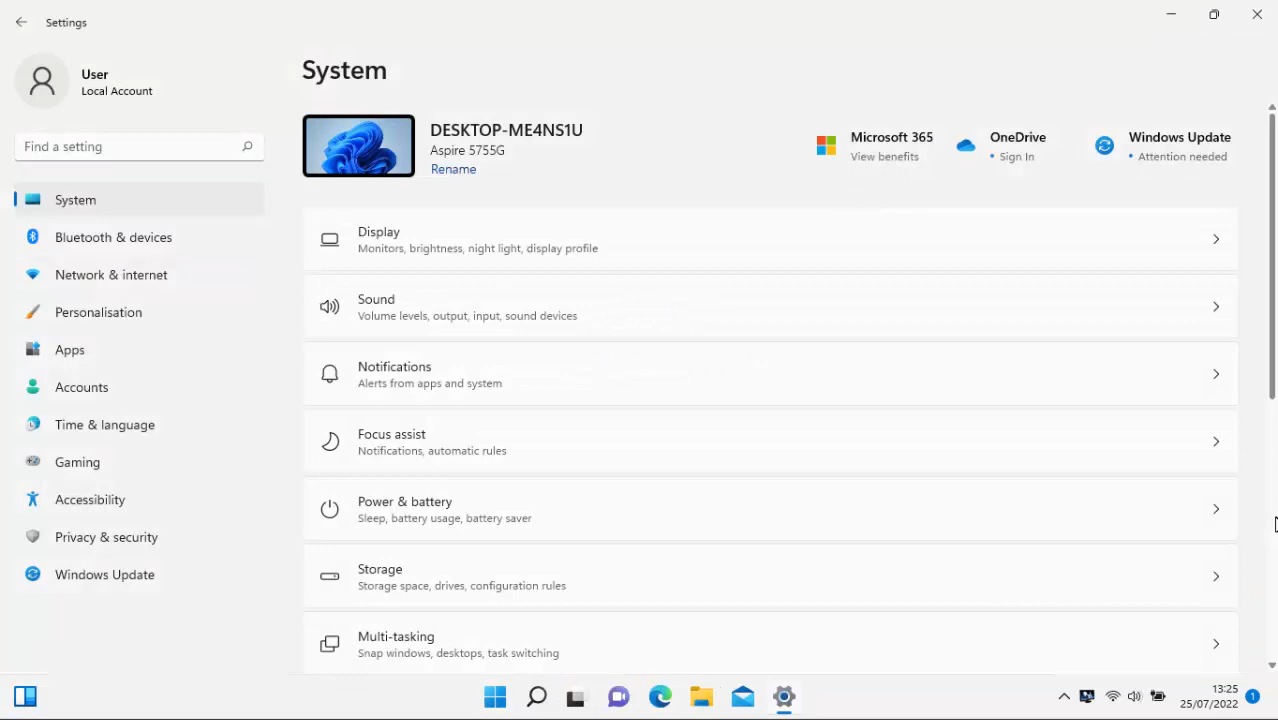 Settings
User
Local Account
Find a setting
System
Bluetooth & devices
Network & internet
Personalisation
Apps
Accounts
Time & language
Gaming
Accessibility
Privacy & security
Windows Update
System
DESKTOP-ME4NS1U
Aspire 5755G
Rename
Microsoft 365
View benefits
OneDrive
• Sign In
Windows Update
• Attention needed
Display
Monitors, brightness, night light, display profile
Sound
Volume levels, output, input, sound devices
Notifications
Alerts from apps and system
Focus assist
Notifications, automatic rules
Power & battery
Sleep, battery usage, battery saver
Storage
Storage space, drives, configuration rules
Multi-tasking
Snap windows, desktops, task switching
13:25
25/07/2022
1